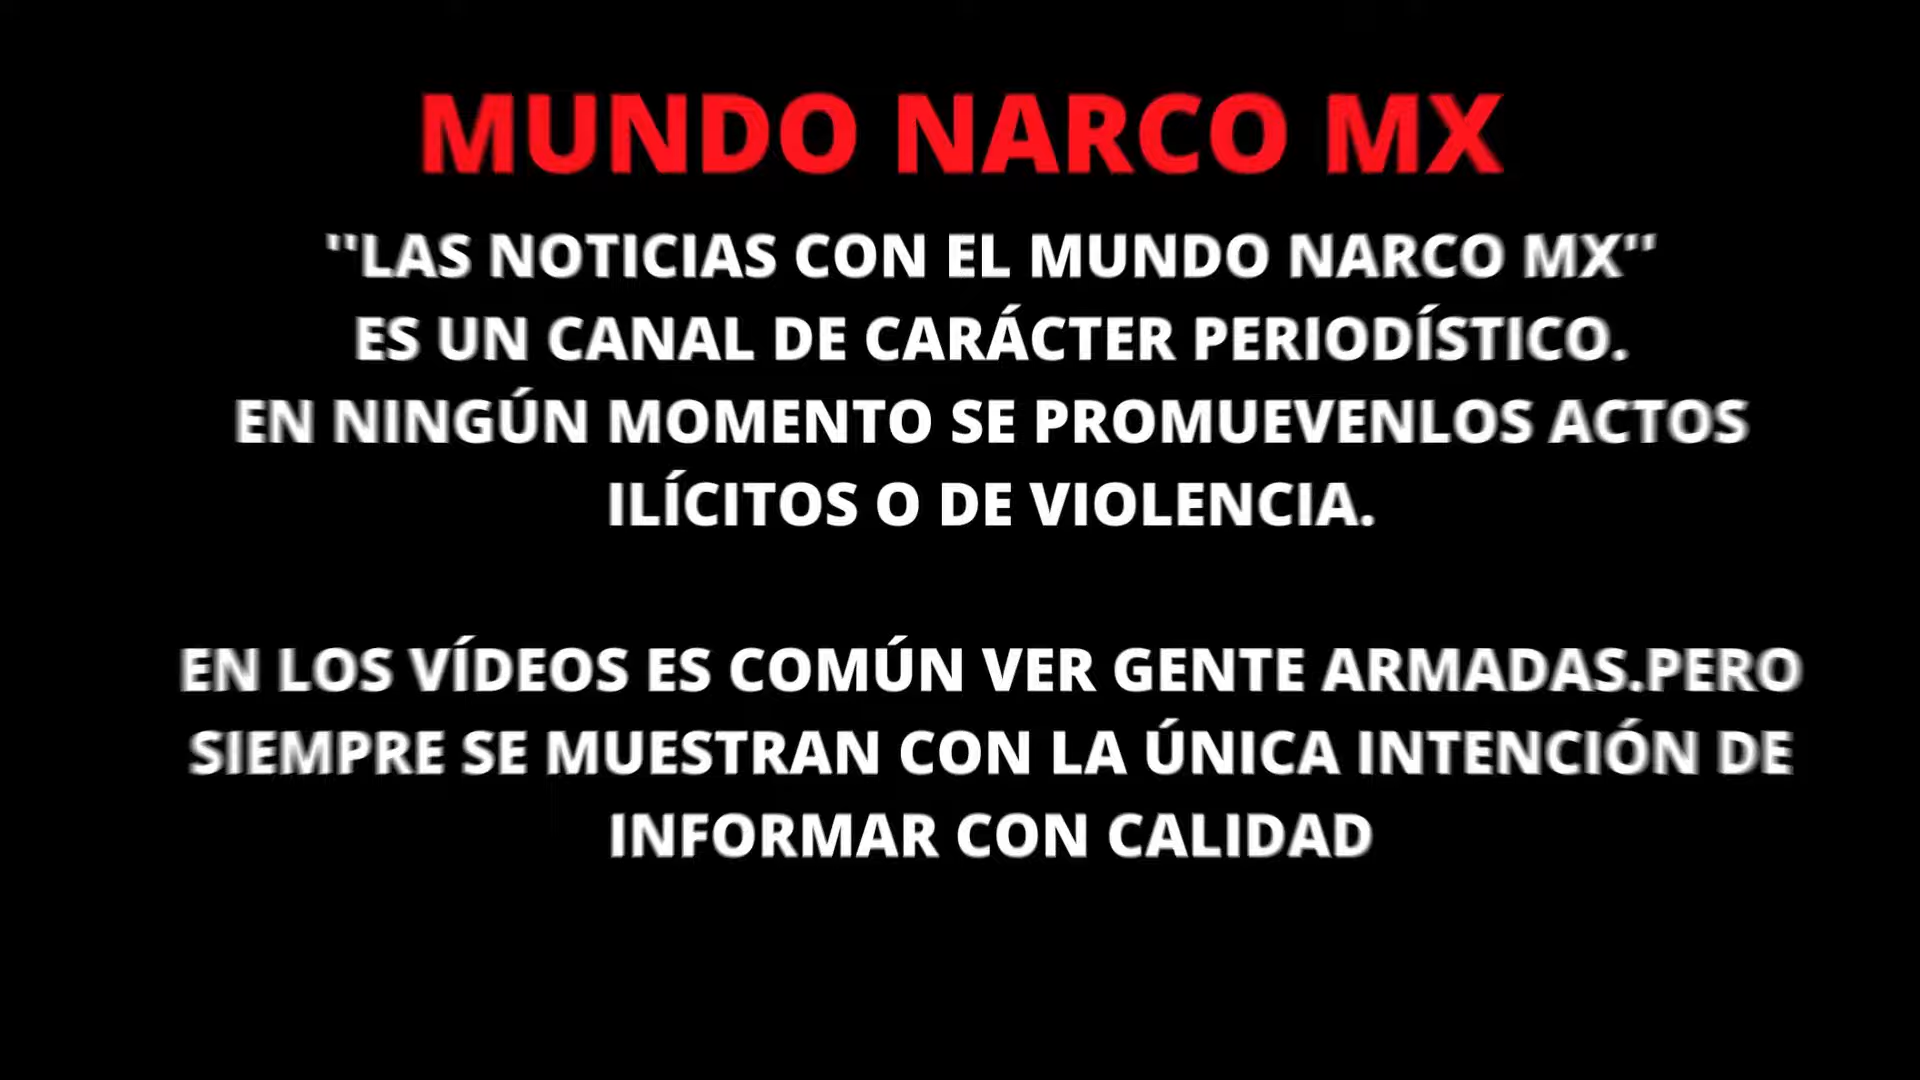 MUNDO NARCO MX
"LAS NOTICIAS CON EL MUNDO NARCO MX"
ES UN CANAL DE CARÁCTER PERIODÍSTICO.
EN NINGÚN MOMENTO SE PROMUEVENLOS ACTOS
ILÍCITOS O DE VIOLENCIA.
EN LOS VÍDEOS ES COMÚN VER GENTE ARMADAS.PERO
SIEMPRE SE MUESTRAN CON LA ÚNICA INTENCIÓN DE
INFORMAR CON CALIDAD